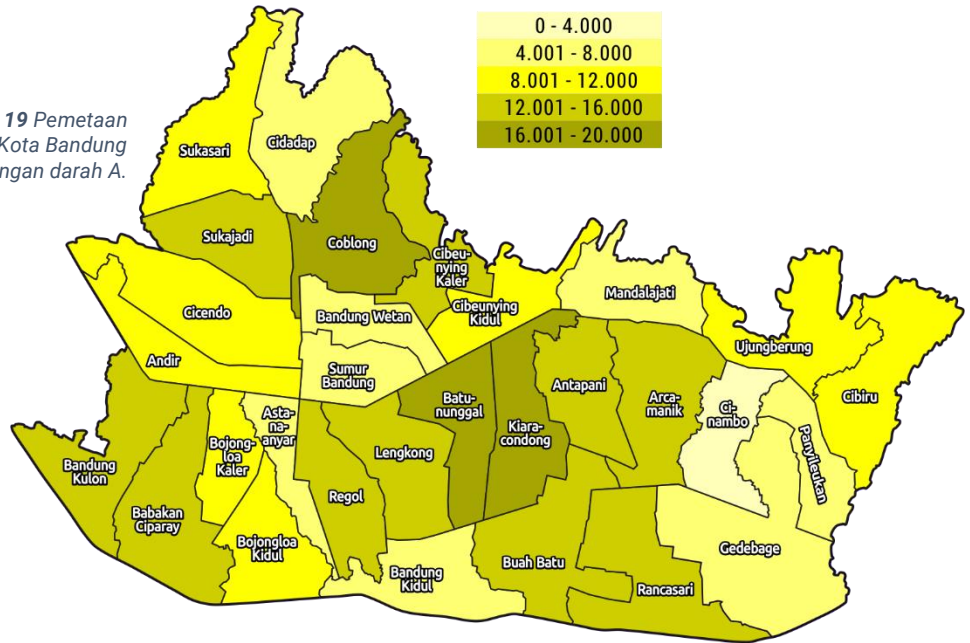 0 - 4.000
4.001 - 8.000
8.001 - 12.000
12.001 - 16.000
16.001 - 20.000
19 Pemetaan
Kota Bandung
ngan darah A.
Sukasari
Cidadap
Sukajadi
Coblong
Cibeu-
nying
Kaler
Cicendo
Bandung Wetan
Cibeunying
Kidul
Mandalajati
Ujungberung
Andir
Sumur
Bandung
Batu-
nunggal
Antapani
Arca-
manik
Ci-
nambo
Cibiru
Asta-
na-
anyar
Bojong-
loa
Kaler
Kiara-
condong
Panyileukan
Bandung
Kulon
Lengkong
Regol
Babakan
Ciparay
Bojongloa
Kidul
Bandung
Kidul
Buah Batu
Gedebage
Rancasari